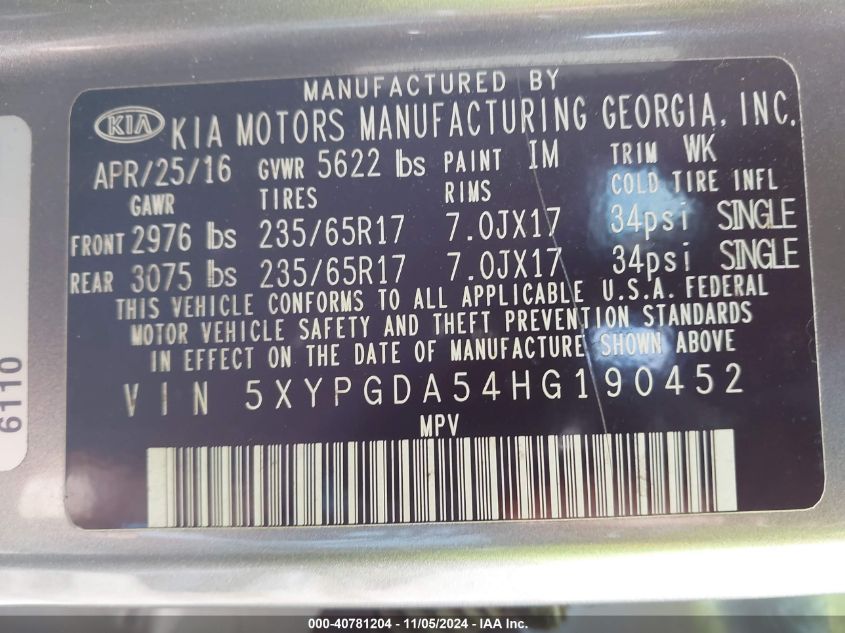 MANUFACTURED BY
KIA KIA MOTORS MANUFACTURING GEORGIA, INC.
APR/25/16 GVWR 5622 lbs PAINT IM TRIM WK
GAWR TIRES RIMS COLD TIRE INFL
FRONT 2976 lbs 235/65R17 7.0JX17 34psi SINGLE
REAR 3075 lbs 235/65R17 7.0JX17 34psi SINGLE
THIS VEHICLE CONFORMS TO ALL APPLICABLE U.S.A. FEDERAL
MOTOR VEHICLE SAFETY AND THEFT PREVENTION STANDARDS
IN EFFECT ON THE DATE OF MANUFACTURE SHOWN ABOVE
VIN 5XYPGDA54HG190452
MPV
6110
000-40781204 - 11/05/2024 - IAA Inc.